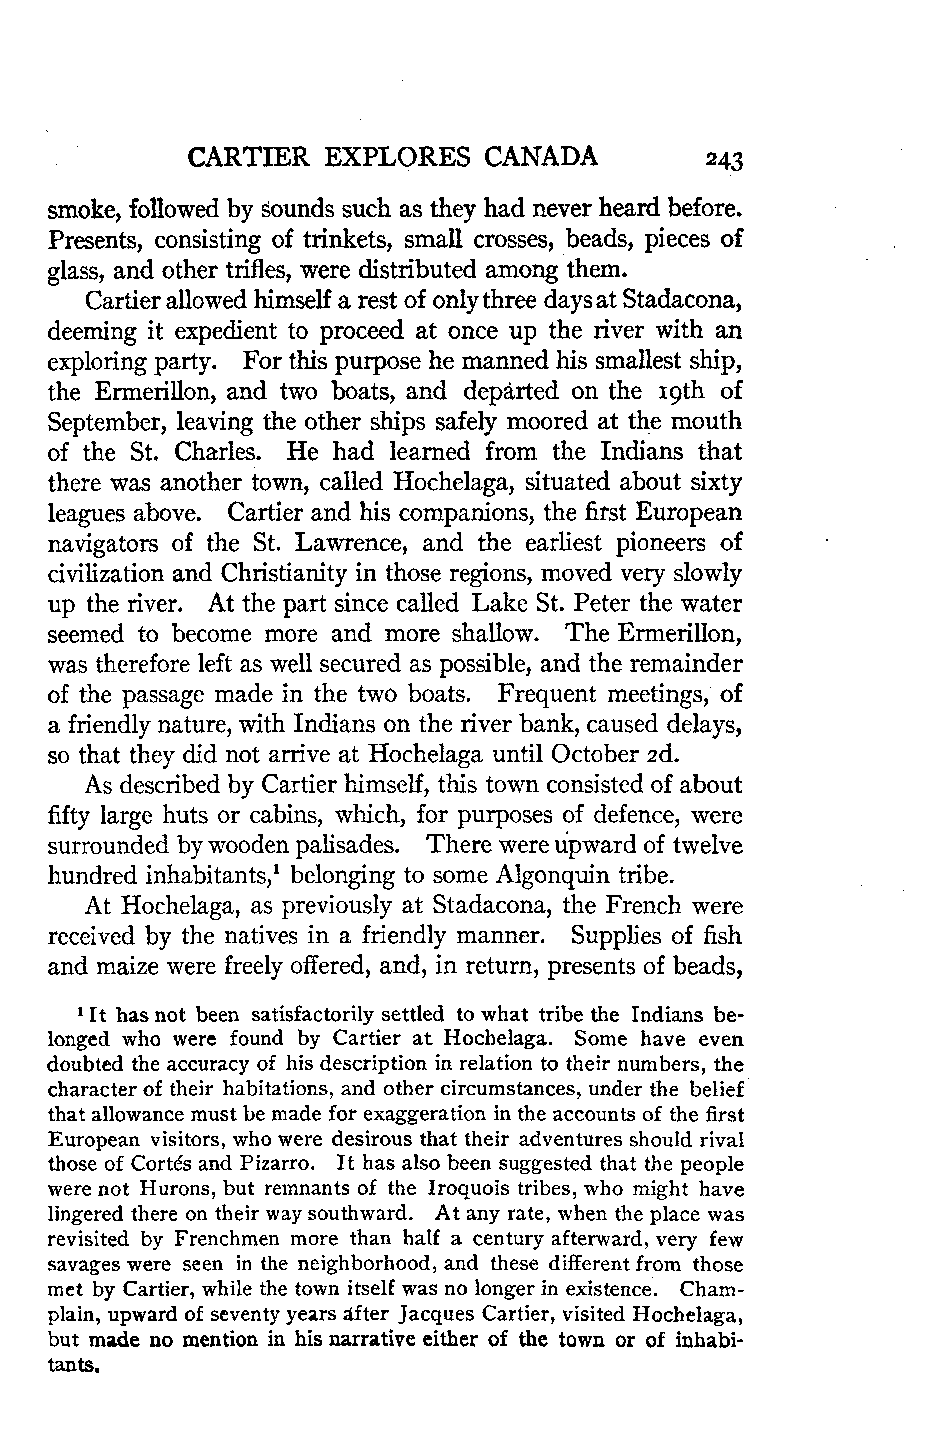 CARTIER EXPLORES CANADA 243
smoke, followed by sounds such as they had never heard before.
Presents, consisting of trinkets, small crosses, beads, pieces of
glass, and other trifles, were distributed among them.
Cartier allowed himself a rest of only three days at Stadacona,
deeming it expedient to proceed at once up the river with an
exploring party. For this purpose he manned his smallest ship,
the Ermerillon, and two boats, and departed on the 19th of
September, leaving the other ships safely moored at the mouth
of the St. Charles. He had learned from the Indians that
there was another town, called Hochelaga, situated about sixty
leagues above. Cartier and his companions, the first European
navigators of the St. Lawrence, and the earliest pioneers of
civilization and Christianity in those regions, moved very slowly
up the river. At the part since called Lake St. Peter the water
seemed to become more and more shallow. The Ermerillon,
was therefore left as well secured as possible, and the remainder
of the passage made in the two boats. Frequent meetings, of
a friendly nature, with Indians on the river bank, caused delays,
so that they did not arrive at Hochelaga until October 2d.
As described by Cartier himself, this town consisted of about
fifty large huts or cabins, which, for purposes of defence, were
surrounded by wooden palisades. There were upward of twelve
hundred inhabitants,¹ belonging to some Algonquin tribe.
At Hochelaga, as previously at Stadacona, the French were
received by the natives in a friendly manner. Supplies of fish
and maize were freely offered, and, in return, presents of beads,
¹ It has not been satisfactorily settled to what tribe the Indians be-
longed who were found by Cartier at Hochelaga. Some have even
doubted the accuracy of his description in relation to their numbers, the
character of their habitations, and other circumstances, under the belief
that allowance must be made for exaggeration in the accounts of the first
European visitors, who were desirous that their adventures should rival
those of Cortés and Pizarro. It has also been suggested that the people
were not Hurons, but remnants of the Iroquois tribes, who might have
lingered there on their way southward. At any rate, when the place was
revisited by Frenchmen more than half a century afterward, very few
savages were seen in the neighborhood, and these different from those
met by Cartier, while the town itself was no longer in existence. Cham-
plain, upward of seventy years after Jacques Cartier, visited Hochelaga,
but made no mention in his narrative either of the town or of inhabi-
tants.